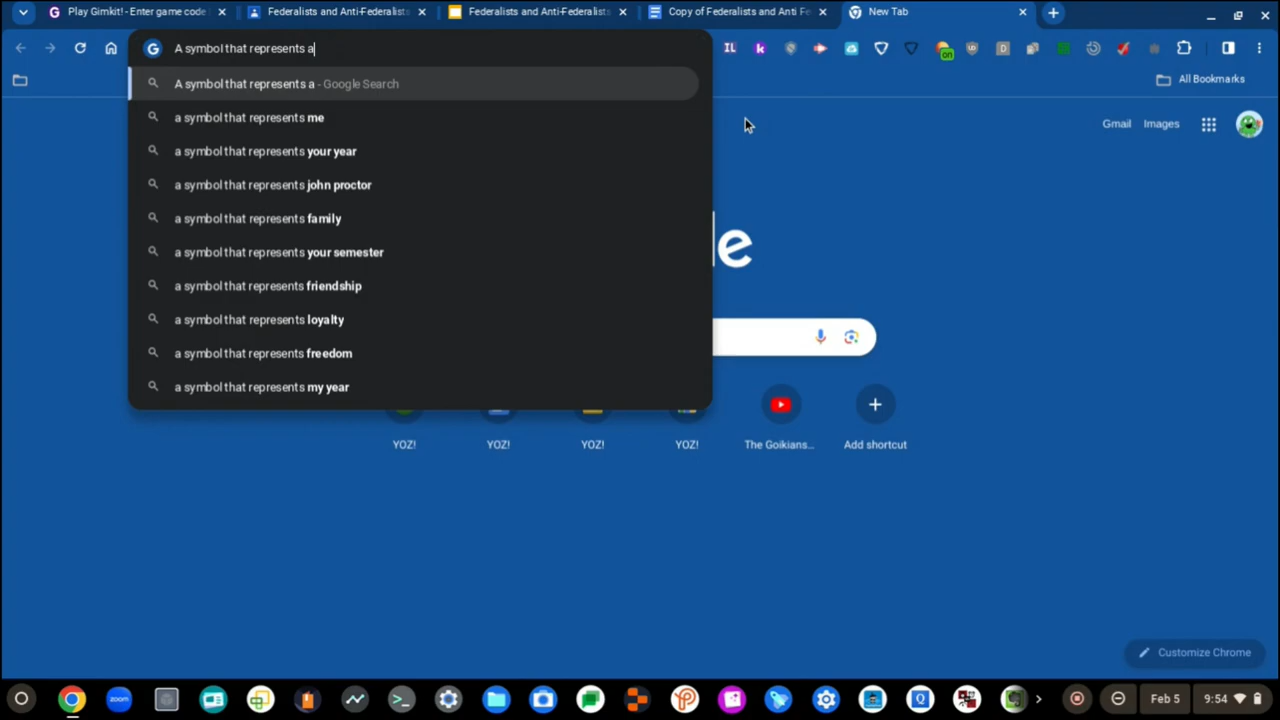 Play Gimkit! - Enter game code
Federalists and Anti-Federalists
Federalists and Anti-Federalists
Copy of Federalists and Anti Fe
New Tab
A symbol that represents a
IL
k
on
D
All Bookmarks
A symbol that represents a - Google Search
a symbol that represents me
a symbol that represents your year
a symbol that represents john proctor
a symbol that represents family
a symbol that represents your semester
a symbol that represents friendship
a symbol that represents loyalty
a symbol that represents freedom
a symbol that represents my year
Gmail
Images
le
YOZ!
YOZ!
YOZ!
YOZ!
The Goikians...
Add shortcut
Customize Chrome
zoom
Feb 5
9:54